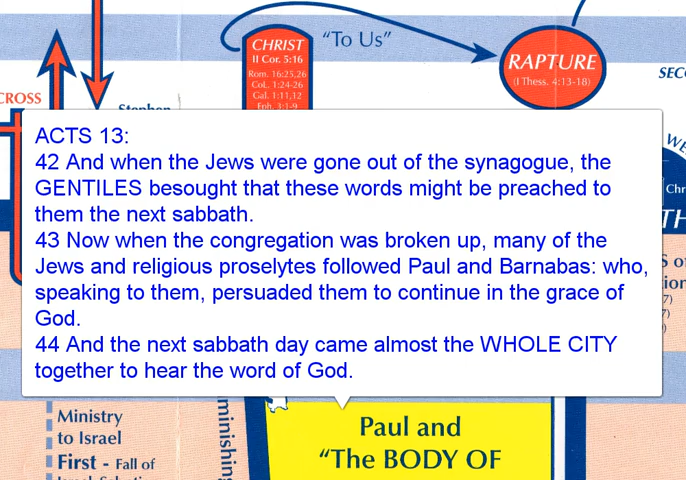 CHRIST
II Cor. 5:16
Rom. 16:25,26
Col. 1:24-26
Gal. 1:11,12
Eph. 3:1-9
"To Us"
RAPTURE
(I Thess. 4:13-18)
CROSS
Stephen
ACTS 13:
42 And when the Jews were gone out of the synagogue, the
GENTILES besought that these words might be preached to
them the next sabbath.
43 Now when the congregation was broken up, many of the
Jews and religious proselytes followed Paul and Barnabas: who,
speaking to them, persuaded them to continue in the grace of
God.
44 And the next sabbath day came almost the WHOLE CITY
together to hear the word of God.
Ministry
to Israel
First - Fall of
Paul and
"The BODY OF